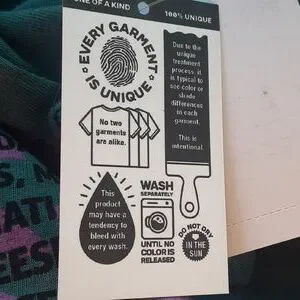 ONE OF A KIND
100% UNIQUE
EVERY GARMENT
IS UNIQUE
Due to the
unique
treatment
process, it
is typical to
see color or
shade
differences
in each
garment.
This is
intentional.
No two
garments
are alike.
This
product
may have a
tendency to
bleed with
every wash.
WASH
SEPARATELY
UNTIL NO
COLOR IS
RELEASED
DO NOT DRY
IN THE
SUN